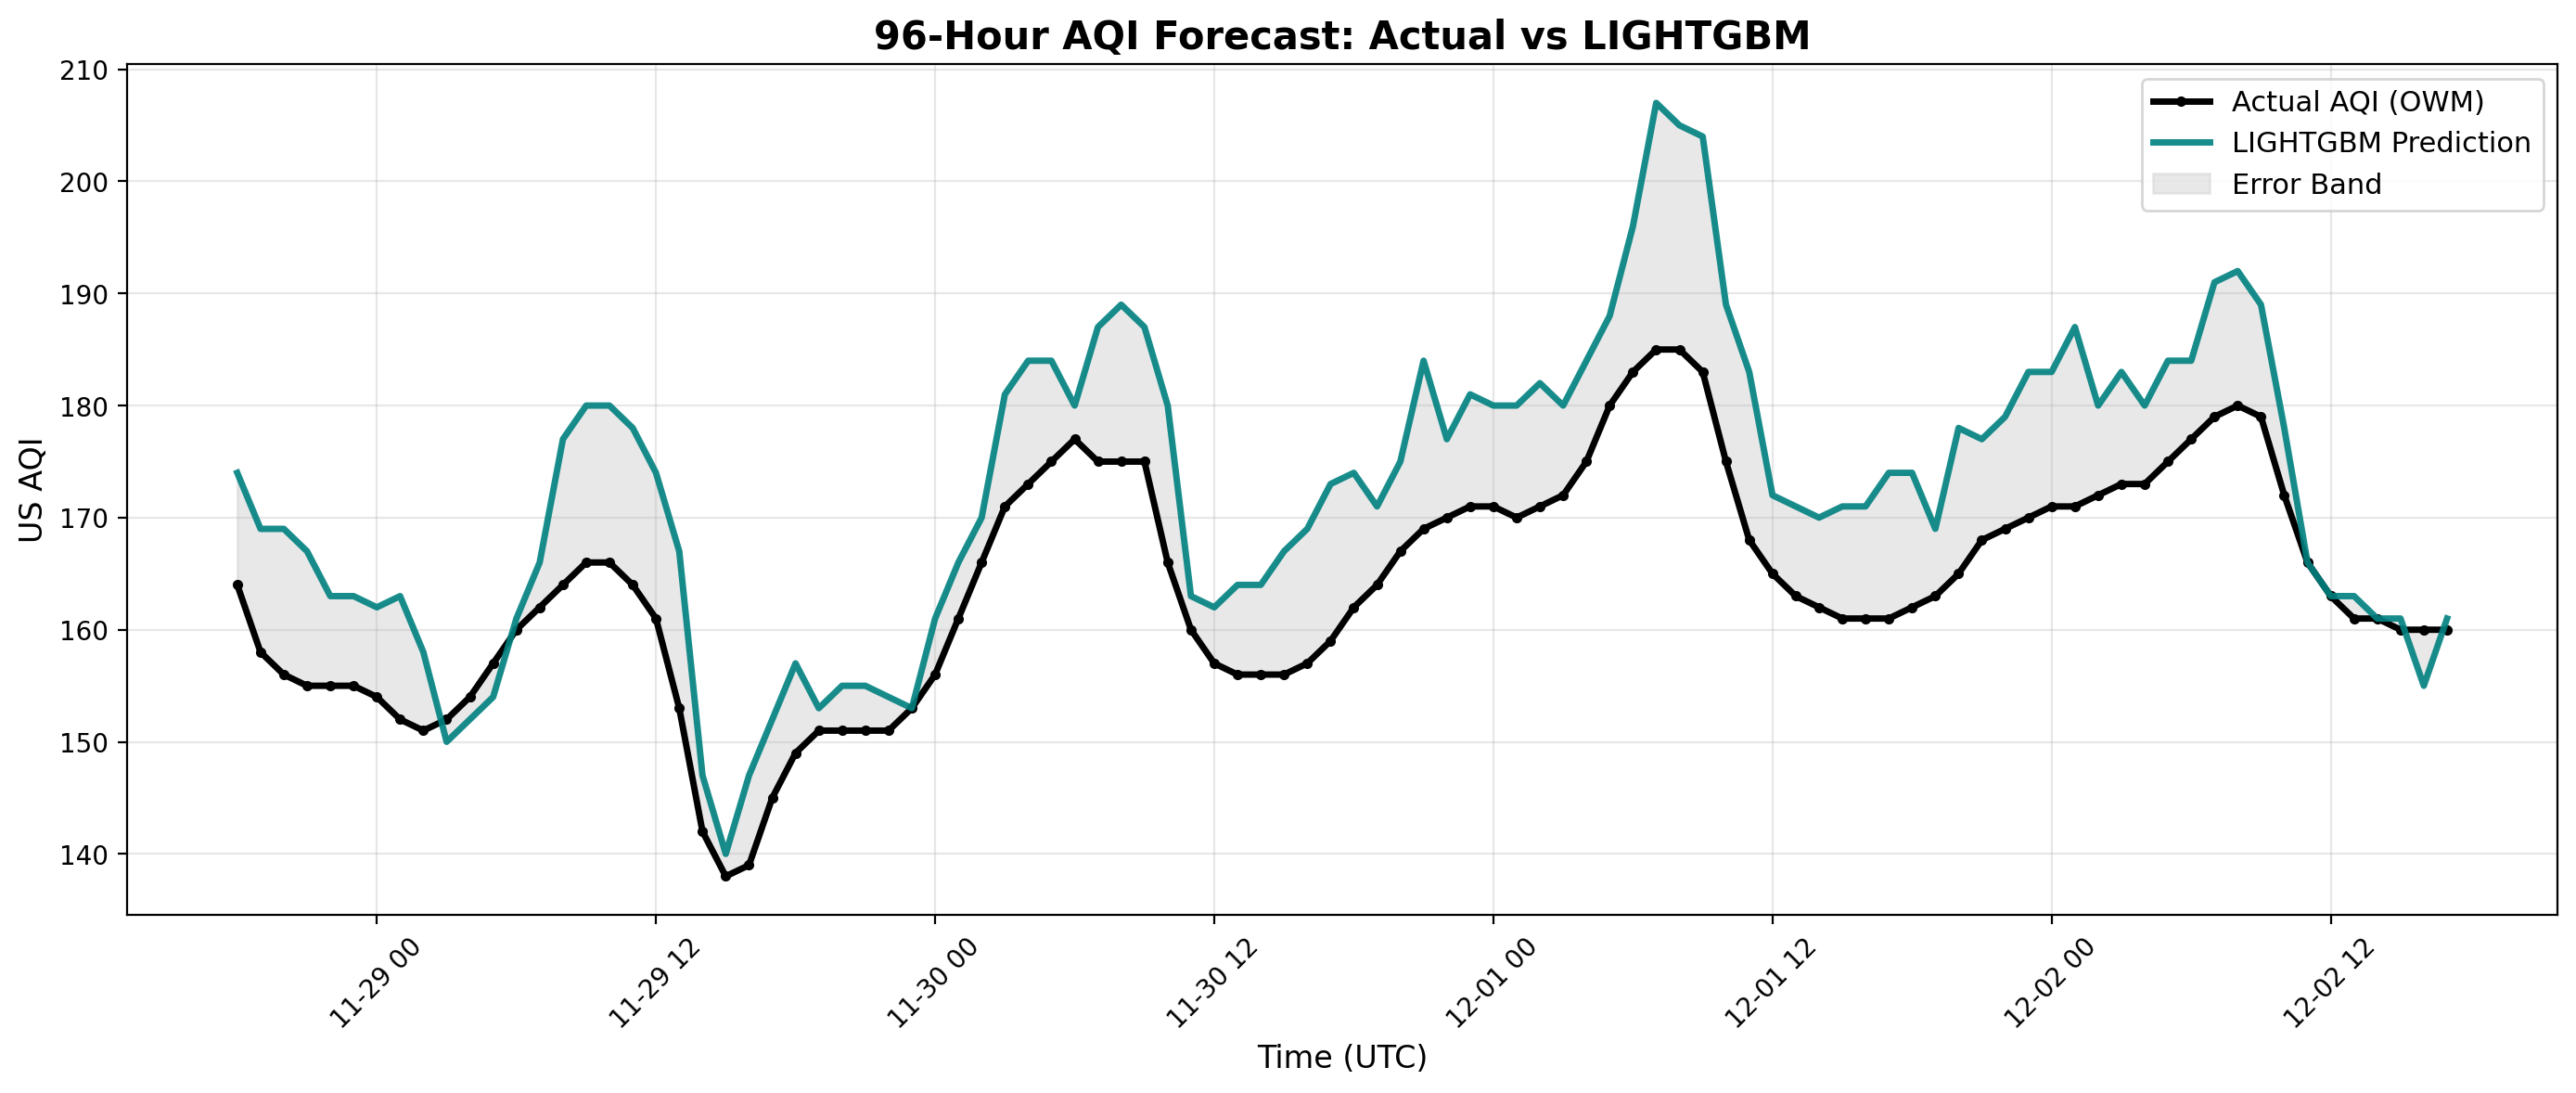 96-Hour AQI Forecast: Actual vs LIGHTGBM
210
200
190
180
170
160
150
140
US AQI
Actual AQI (OWM)
LIGHTGBM Prediction
Error Band
11-29 00
11-29 12
11-30 00
11-30 12
12-01 00
12-01 12
12-02 00
12-02 12
Time (UTC)